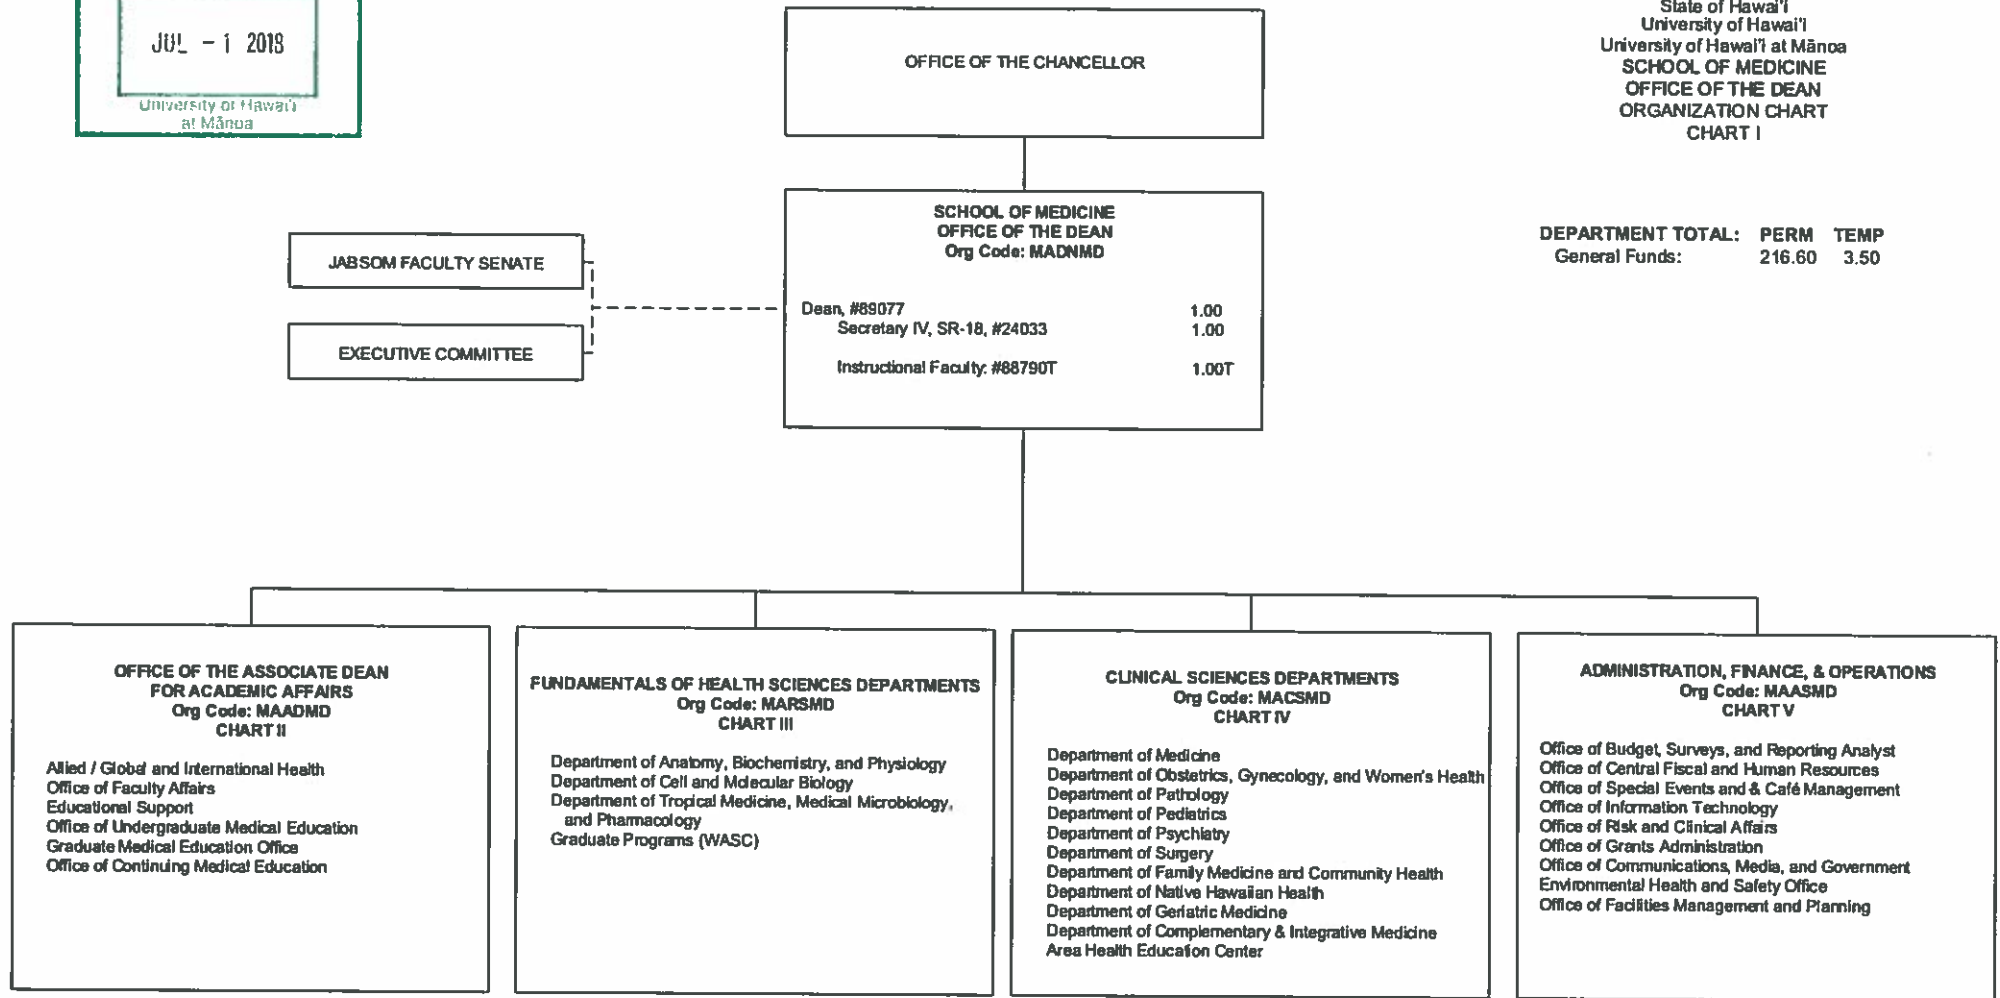 JUL - 1 2018
University of Hawai'i
at Mānoa
State of Hawai'i
University of Hawai'i
University of Hawai'i at Mānoa
SCHOOL OF MEDICINE
OFFICE OF THE DEAN
ORGANIZATION CHART
CHART I
DEPARTMENT TOTAL: PERM TEMP
General Funds: 216.60 3.50
OFFICE OF THE CHANCELLOR
SCHOOL OF MEDICINE
OFFICE OF THE DEAN
Org Code: MADNMD
Dean, #89077 1.00
Secretary IV, SR-18, #24033 1.00
Instructional Faculty: #88790T 1.00T
JABSOM FACULTY SENATE
EXECUTIVE COMMITTEE
OFFICE OF THE ASSOCIATE DEAN
FOR ACADEMIC AFFAIRS
Org Code: MAADMD
CHART II
Allied / Global and International Health
Office of Faculty Affairs
Educational Support
Office of Undergraduate Medical Education
Graduate Medical Education Office
Office of Continuing Medical Education
FUNDAMENTALS OF HEALTH SCIENCES DEPARTMENTS
Org Code: MARSMD
CHART III
Department of Anatomy, Biochemistry, and Physiology
Department of Cell and Molecular Biology
Department of Tropical Medicine, Medical Microbiology,
and Pharmacology
Graduate Programs (WASC)
CLINICAL SCIENCES DEPARTMENTS
Org Code: MACSMD
CHART IV
Department of Medicine
Department of Obstetrics, Gynecology, and Women's Health
Department of Pathology
Department of Pediatrics
Department of Psychiatry
Department of Surgery
Department of Family Medicine and Community Health
Department of Native Hawaiian Health
Department of Geriatric Medicine
Department of Complementary & Integrative Medicine
Area Health Education Center
ADMINISTRATION, FINANCE, & OPERATIONS
Org Code: MAASMD
CHART V
Office of Budget, Surveys, and Reporting Analyst
Office of Central Fiscal and Human Resources
Office of Special Events and & Café Management
Office of Information Technology
Office of Risk and Clinical Affairs
Office of Grants Administration
Office of Communications, Media, and Government
Environmental Health and Safety Office
Office of Facilities Management and Planning